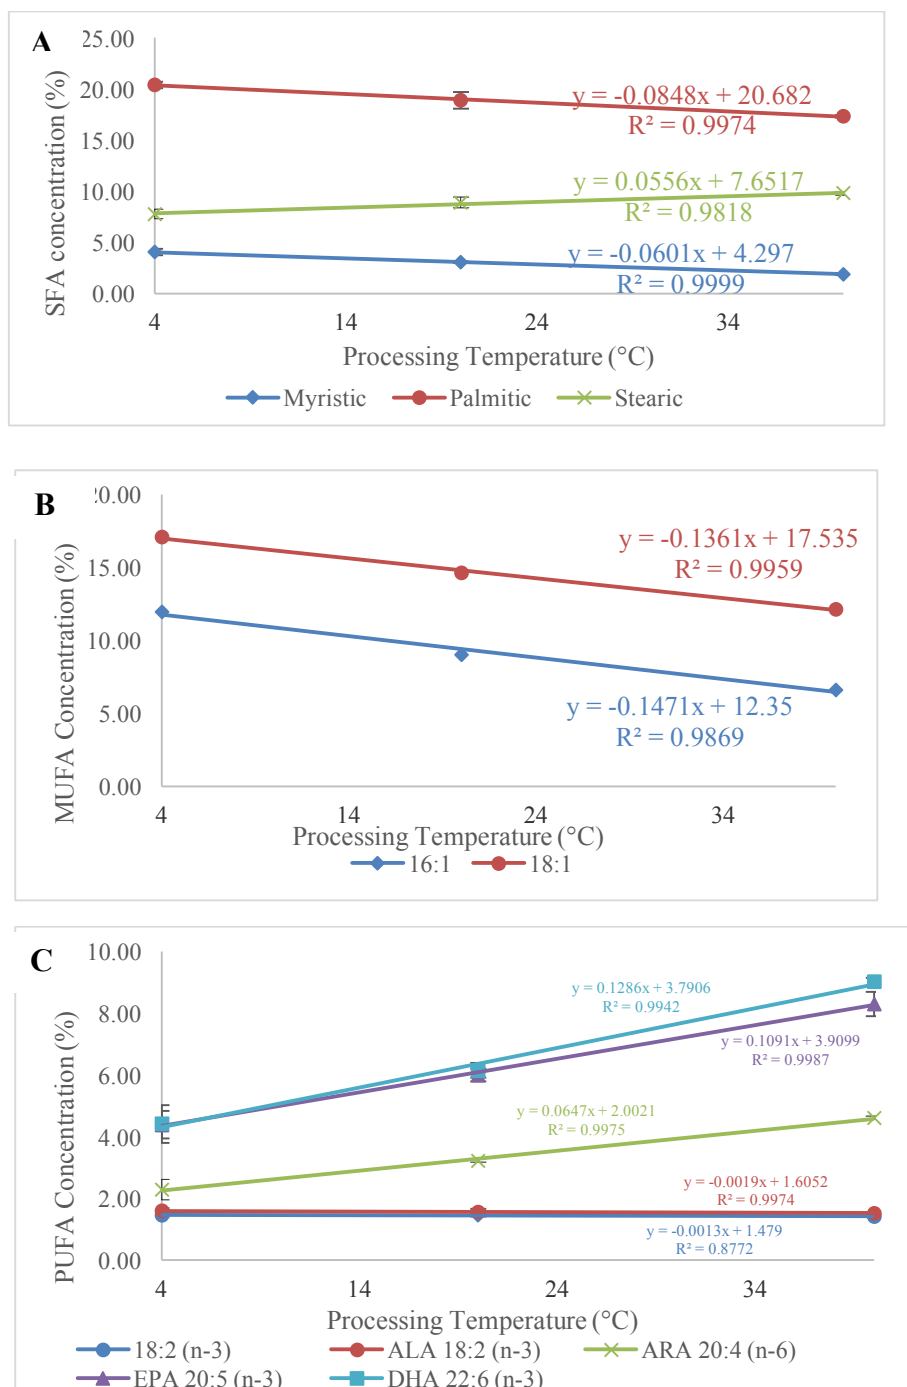 A
25.00
20.00
15.00
10.00
5.00
0.00
SFA concentration (%)
y = -0.0848x + 20.682
R² = 0.9974
y = 0.0556x + 7.6517
R² = 0.9818
y = -0.0601x + 4.297
R² = 0.9999
4 14 24 34
Processing Temperature (°C)
Myristic Palmitic Stearic
B
20.00
15.00
10.00
5.00
0.00
MUFA Concentration (%)
y = -0.1361x + 17.535
R² = 0.9959
y = -0.1471x + 12.35
R² = 0.9869
4 14 24 34
Processing Temperature (°C)
16:1 18:1
C
10.00
8.00
6.00
4.00
2.00
0.00
PUFA Concentration (%)
y = 0.1286x + 3.7906
R² = 0.9942
y = 0.1091x + 3.9099
R² = 0.9987
y = 0.0647x + 2.0021
R² = 0.9975
y = -0.0019x + 1.6052
R² = 0.9974
y = -0.0013x + 1.479
R² = 0.8772
4 14 24 34
Processing Temperature (°C)
18:2 (n-3) ALA 18:2 (n-3) ARA 20:4 (n-6)
EPA 20:5 (n-3) DHA 22:6 (n-3)